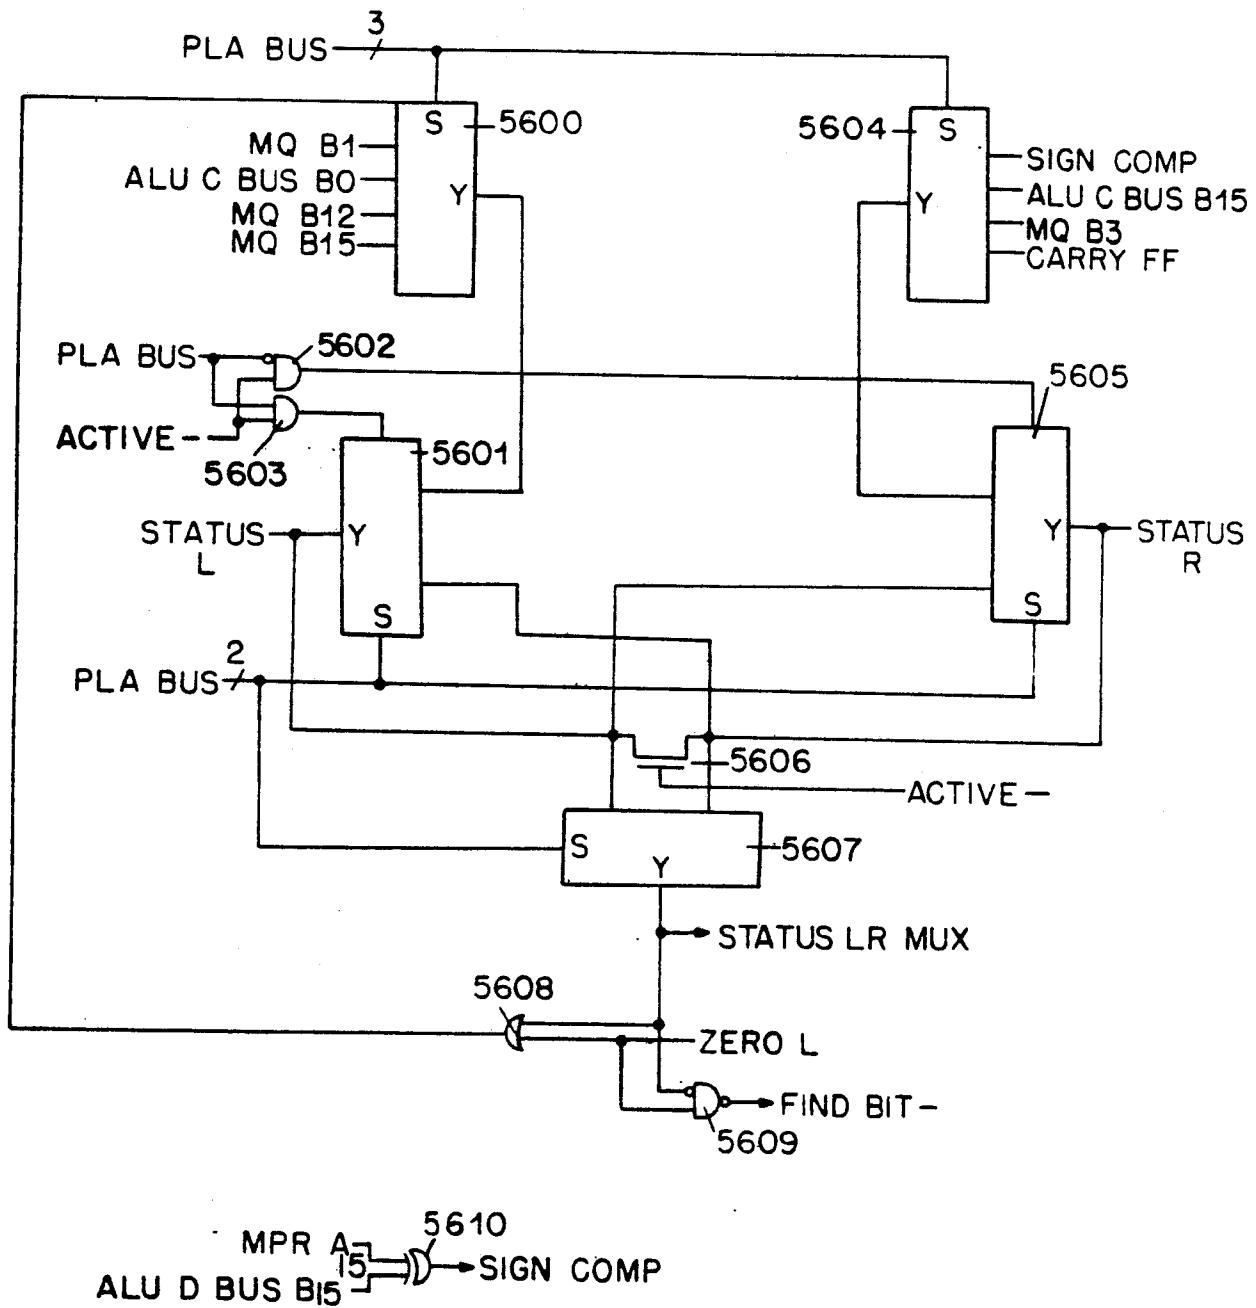 3
PLA BUS
S
5600
5604
S
MQ B1
SIGN COMP
ALU C BUS B0
Y
Y
ALU C BUS B15
MQ B12
MQ B3
MQ B15
CARRY FF
PLA BUS
5602
5605
ACTIVE -
5603
5601
STATUS
L
Y
Y
STATUS
R
S
S
2
PLA BUS
5606
ACTIVE -
S
Y
5607
STATUS LR MUX
5608
ZERO L
FIND BIT -
5609
5610
MPR A15
SIGN COMP
ALU D BUS B15